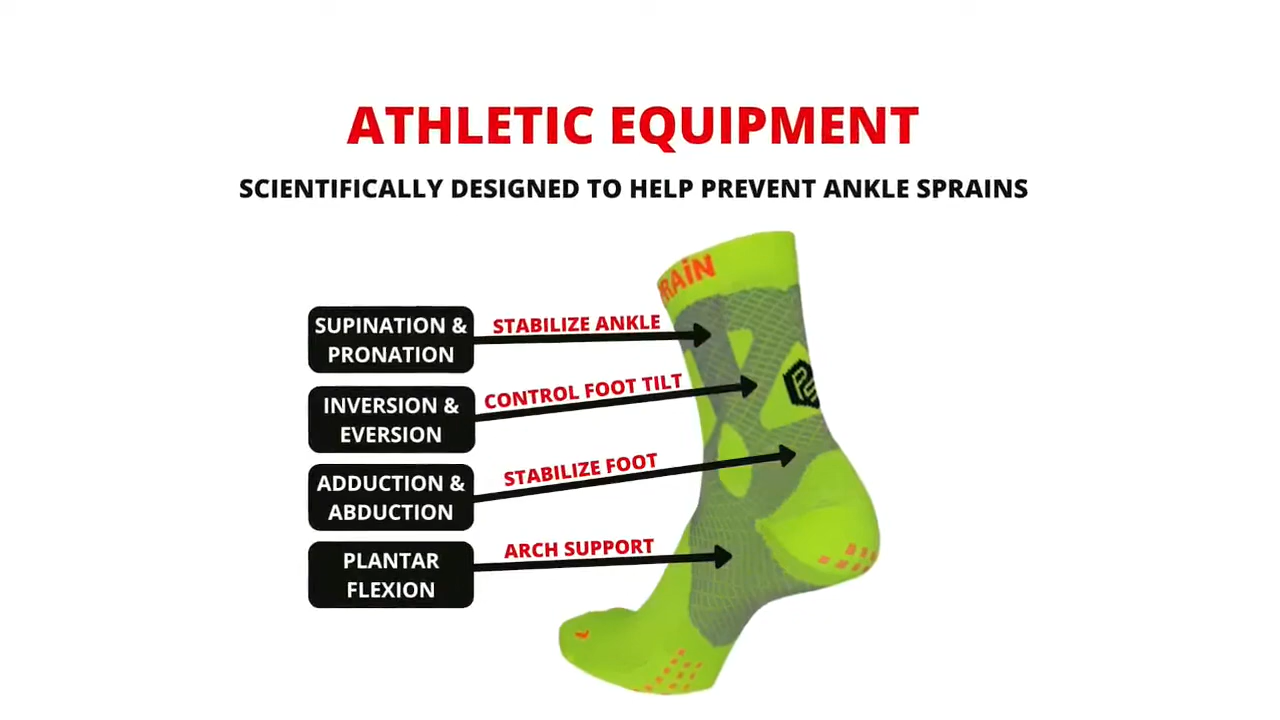 ATHLETIC EQUIPMENT
SCIENTIFICALLY DESIGNED TO HELP PREVENT ANKLE SPRAINS
SUPINATION &
PRONATION
STABILIZE ANKLE
INVERSION &
EVERSION
CONTROL FOOT TILT
ADDUCTION &
ABDUCTION
STABILIZE FOOT
PLANTAR
FLEXION
ARCH SUPPORT